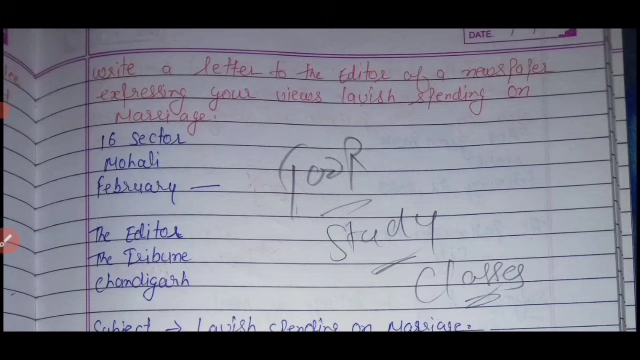 DATE
Write a letter to the Editor of a newspaper
expressing your views lavish spending on
Marriage.
16 Sector
Mohali
February —
The Editor
The Tribune
Chandigarh
Study
Classes
Subject → Lavish spending on Marriage.